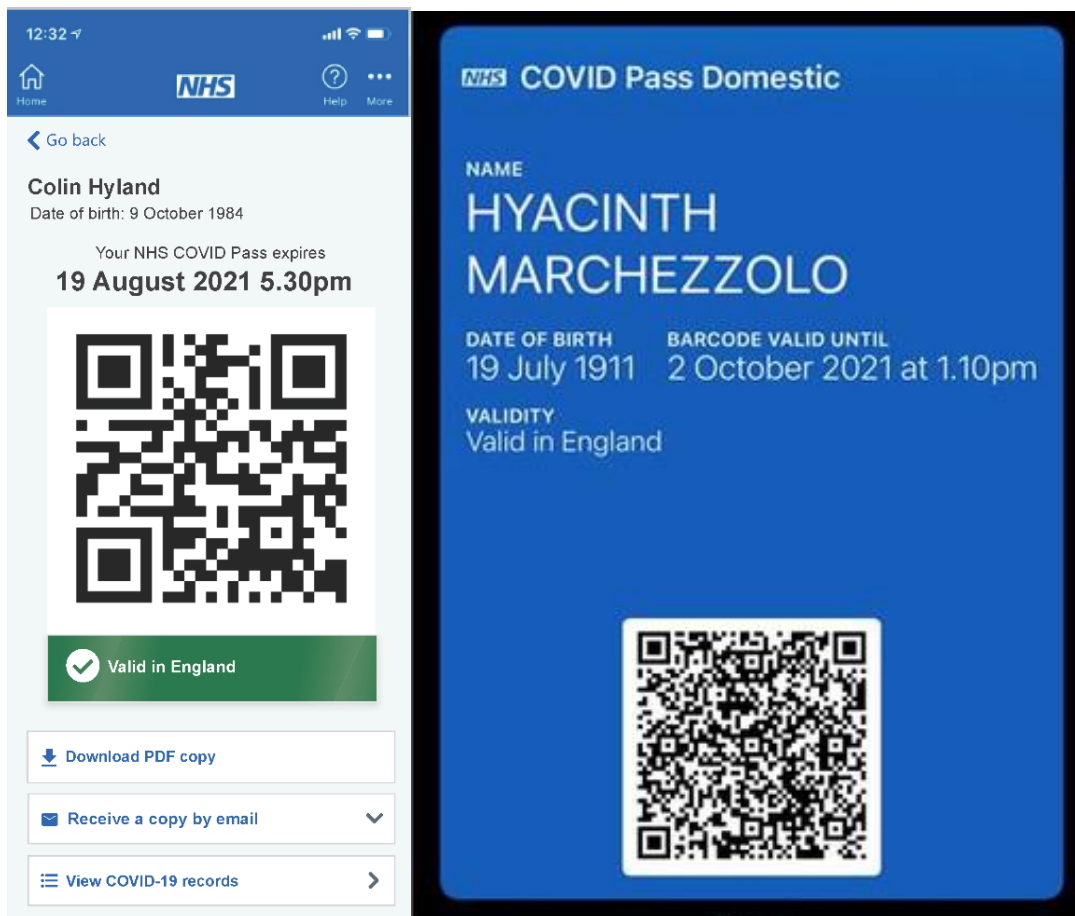 12:32
Home
NHS
Help
More
Go back
Colin Hyland
Date of birth: 9 October 1984
Your NHS COVID Pass expires
19 August 2021 5.30pm
Valid in England
Download PDF copy
Receive a copy by email
View COVID-19 records
NHS COVID Pass Domestic
NAME
HYACINTH
MARCHEZZOLO
DATE OF BIRTH BARCODE VALID UNTIL
19 July 1911 2 October 2021 at 1.10pm
VALIDITY
Valid in England